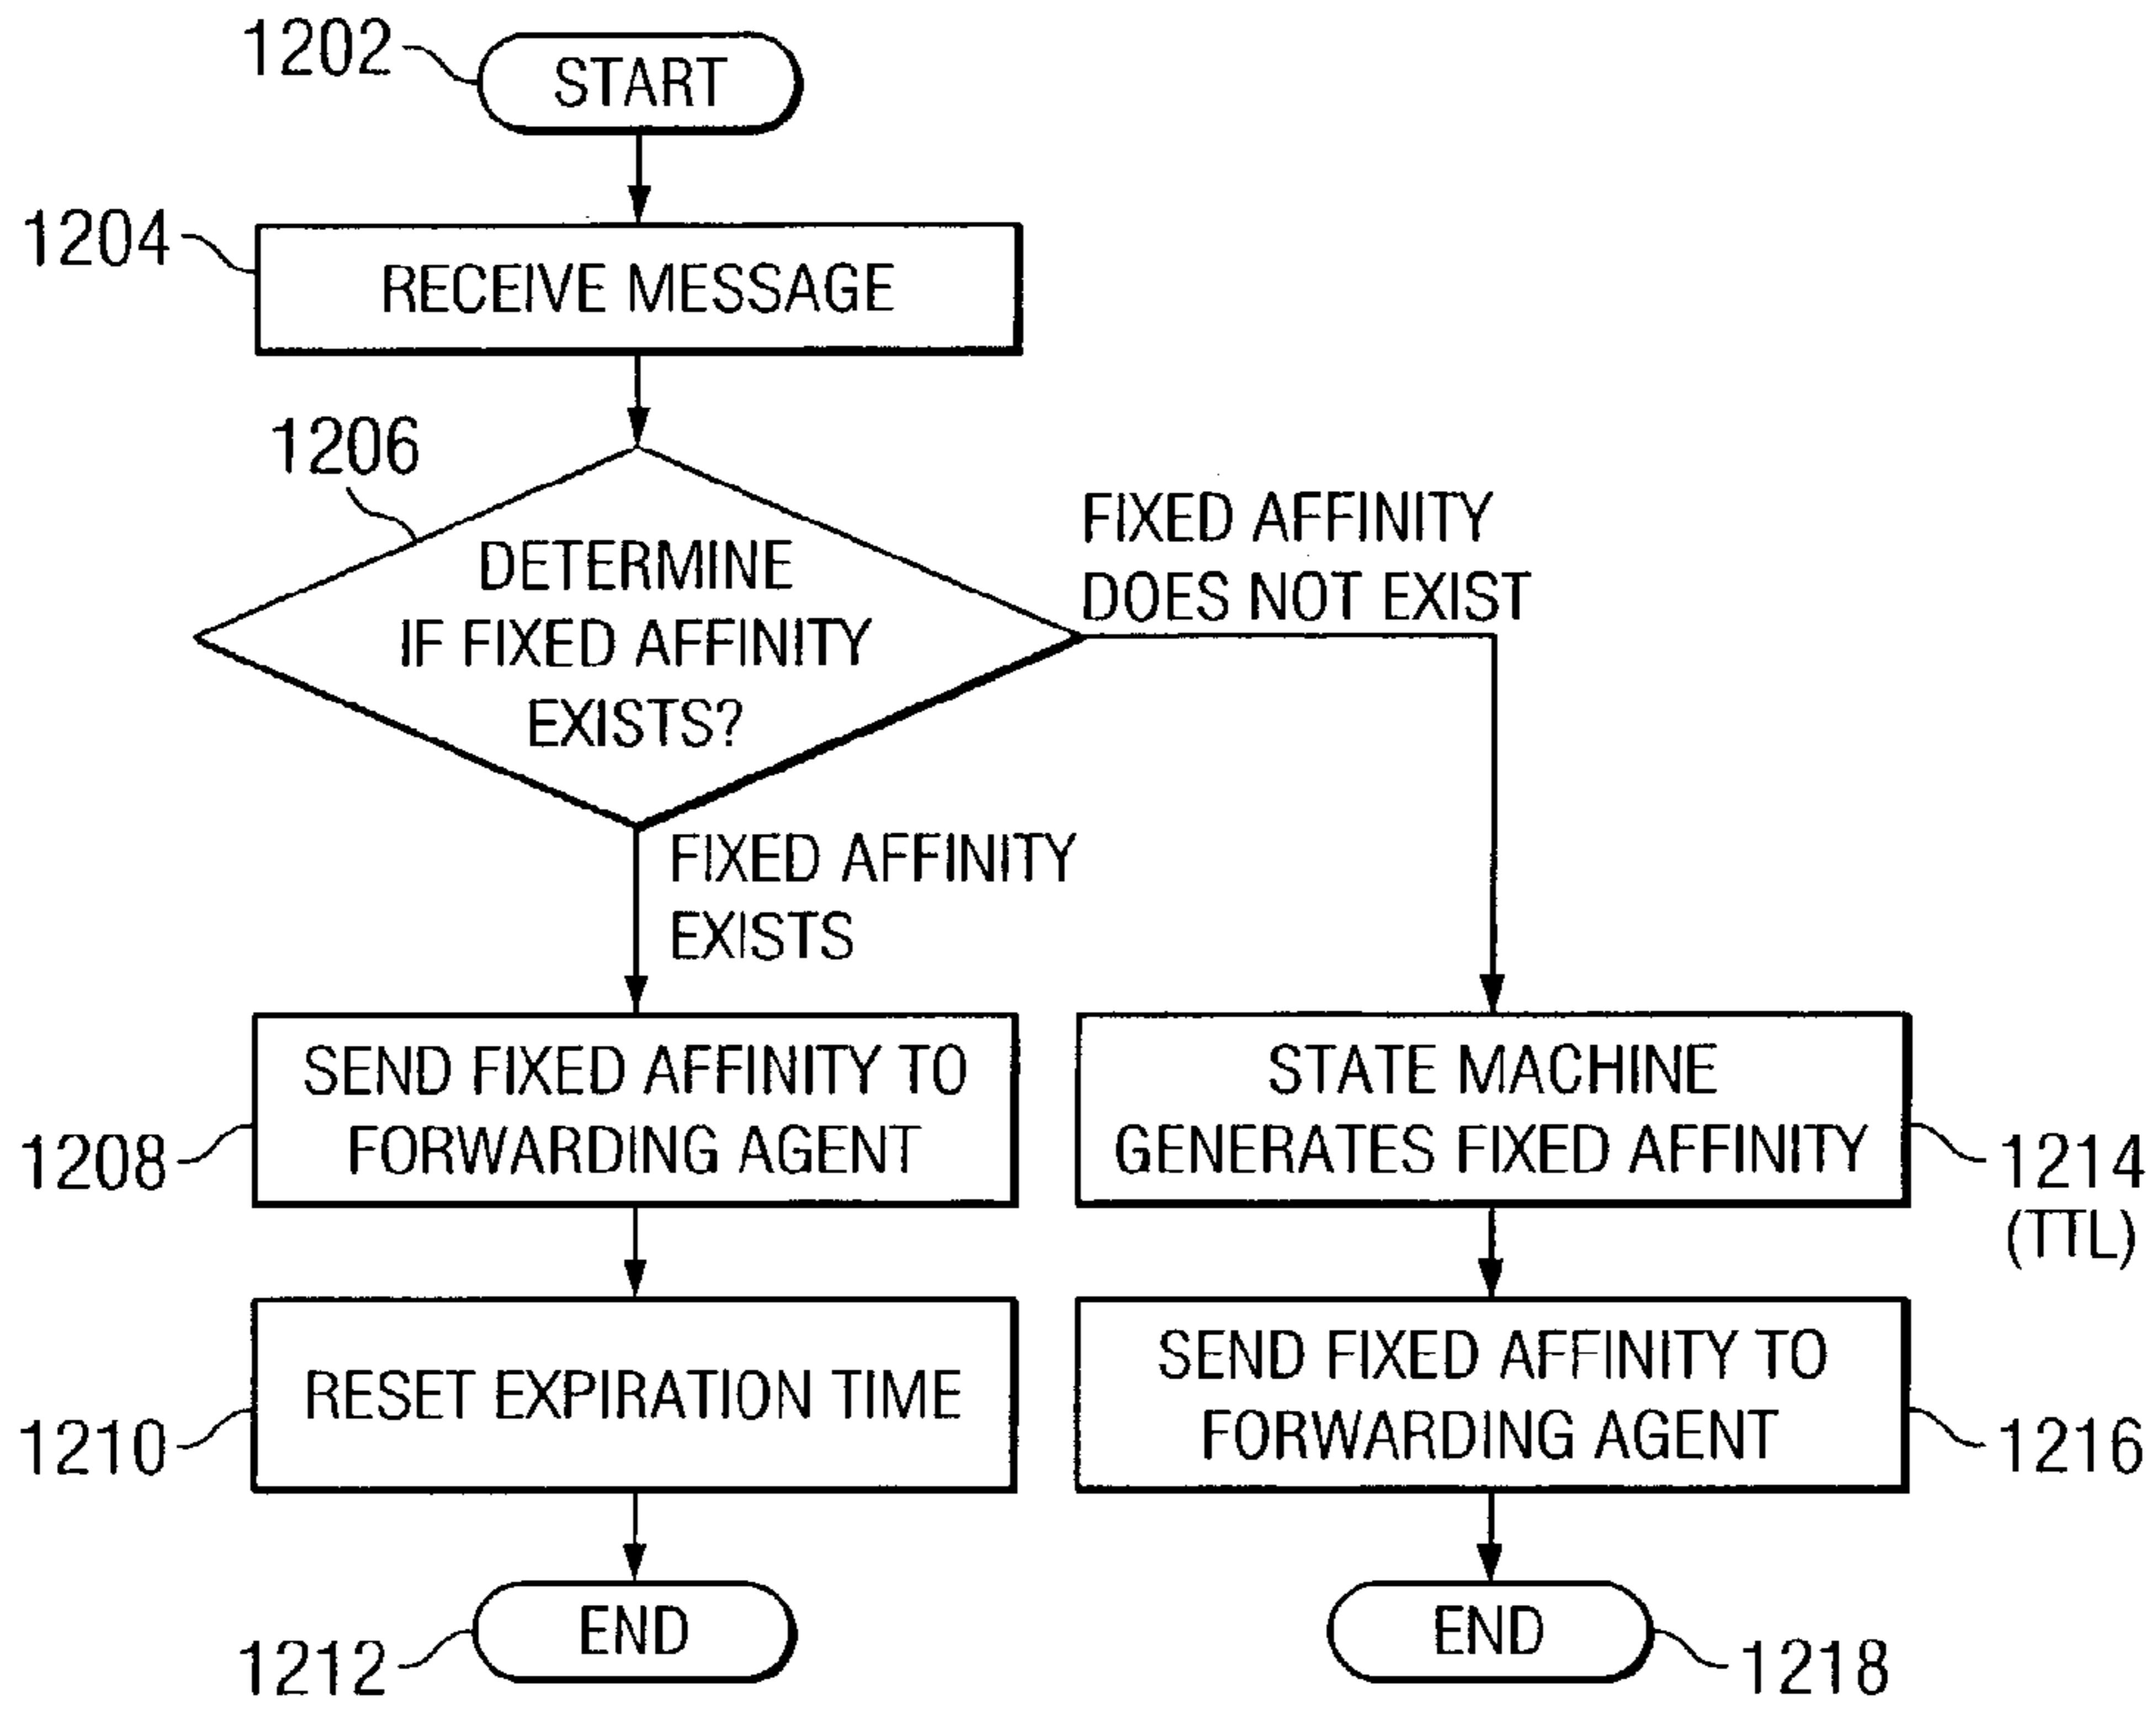 1202
START
1204
RECEIVE MESSAGE
1206
DETERMINE
IF FIXED AFFINITY
EXISTS?
FIXED AFFINITY
DOES NOT EXIST
FIXED AFFINITY
EXISTS
SEND FIXED AFFINITY TO
FORWARDING AGENT
1208
STATE MACHINE
GENERATES FIXED AFFINITY
1214
(TTL)
RESET EXPIRATION TIME
1210
SEND FIXED AFFINITY TO
FORWARDING AGENT
1216
END
1212
END
1218